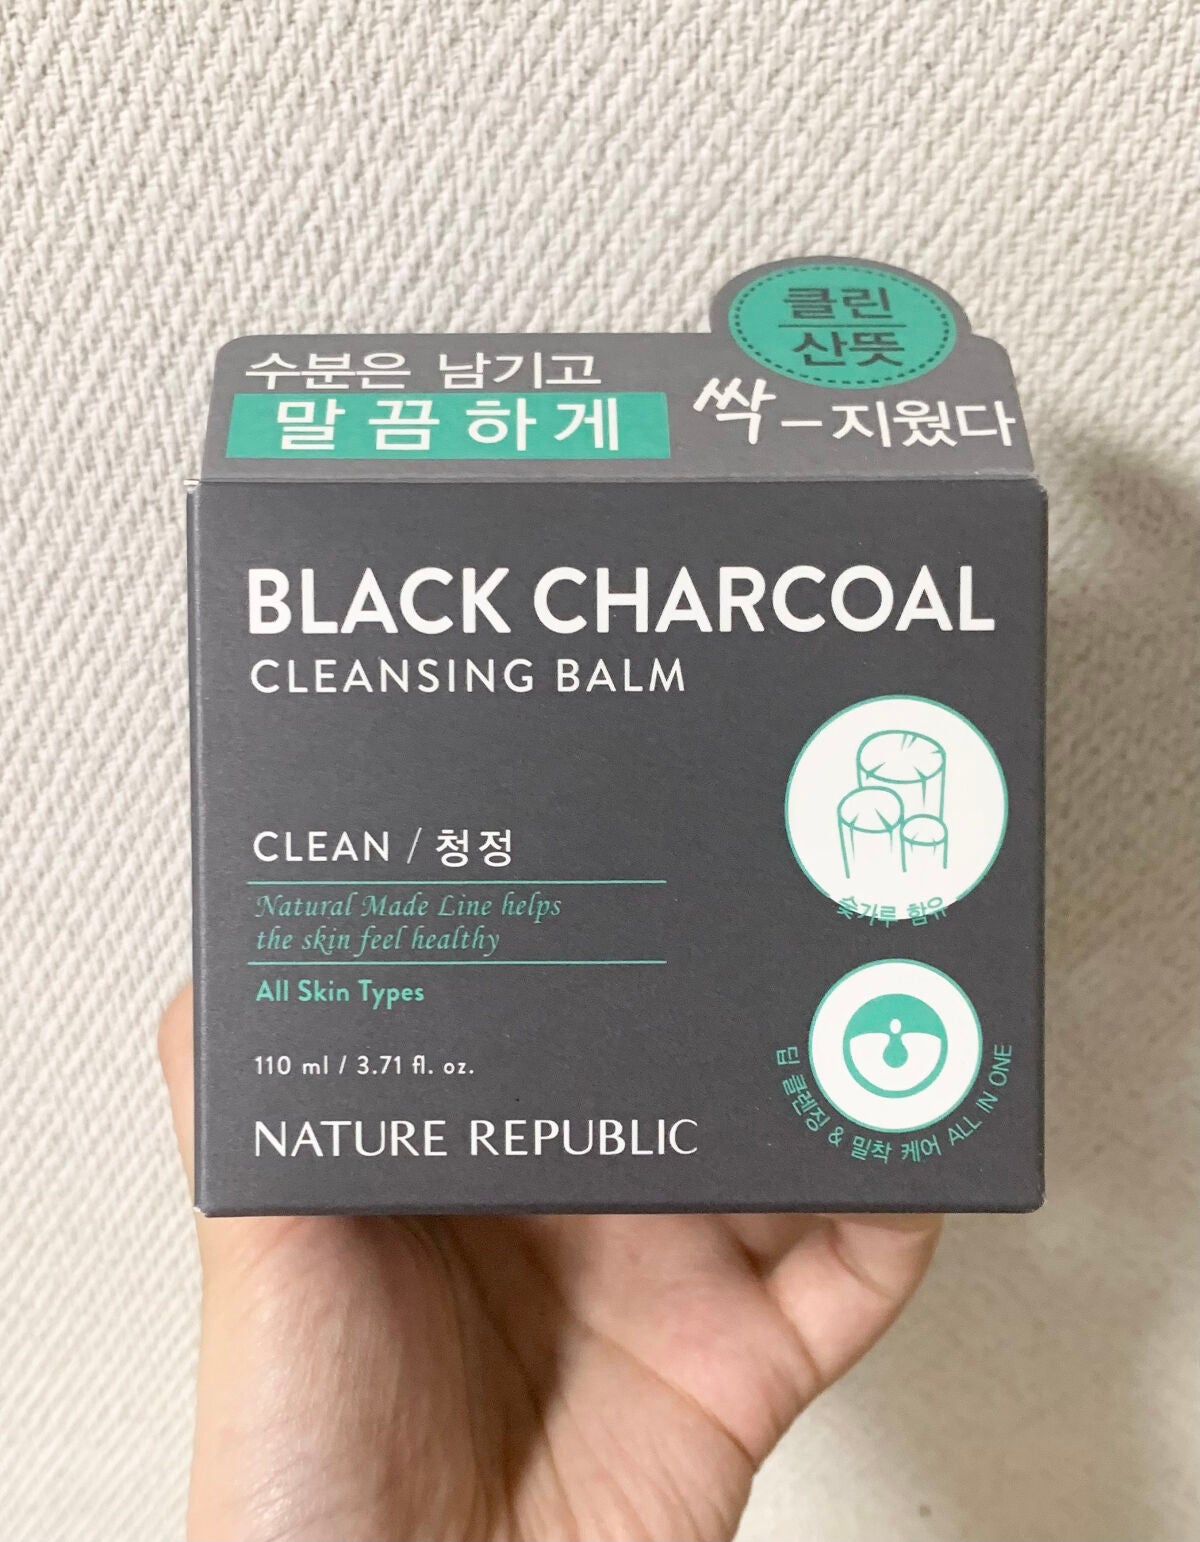 클린
산뜻
수분은 남기고
말끔하게
싹-지웠다
BLACK CHARCOAL
CLEANSING BALM
숯가루 함유
CLEAN / 청정
Natural Made Line helps
the skin feel healthy
All Skin Types
110 ml / 3.71 fl. oz.
NATURE REPUBLIC
딥 클렌징 & 밀착 케어 ALL IN ONE